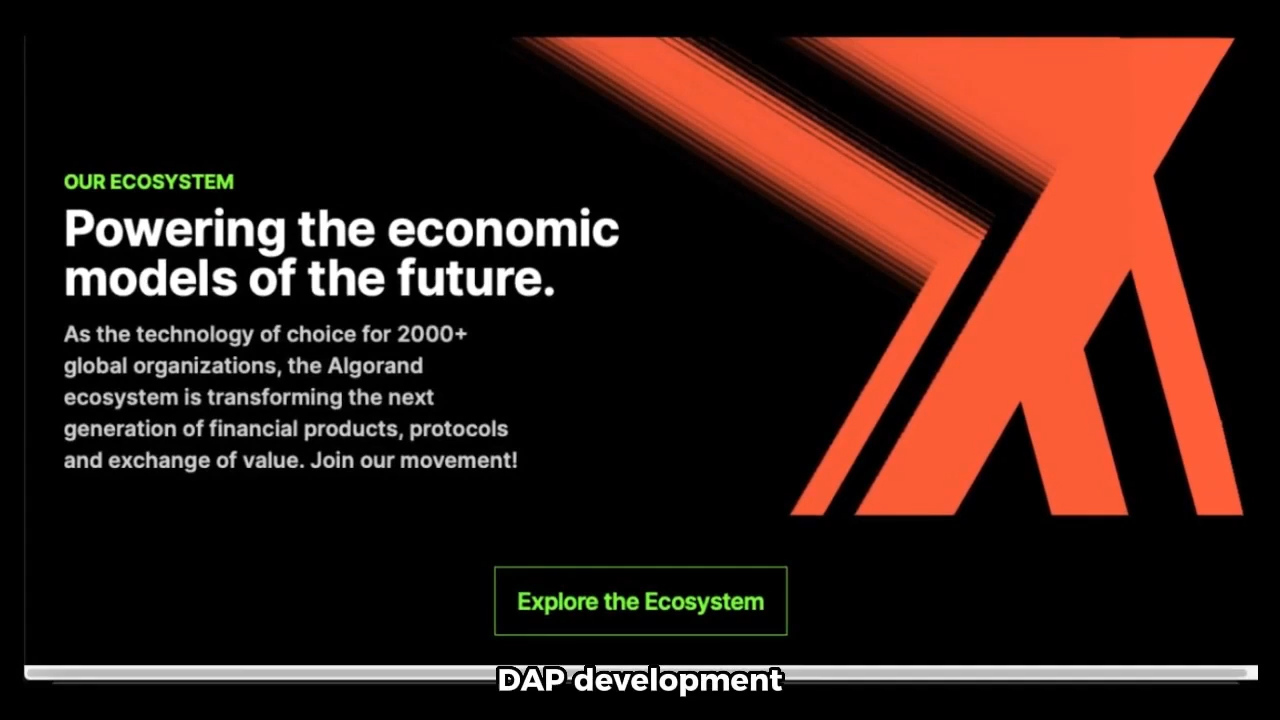 OUR ECOSYSTEM
Powering the economic
models of the future.
As the technology of choice for 2000+
global organizations, the Algorand
ecosystem is transforming the next
generation of financial products, protocols
and exchange of value. Join our movement!
Explore the Ecosystem
DAP development